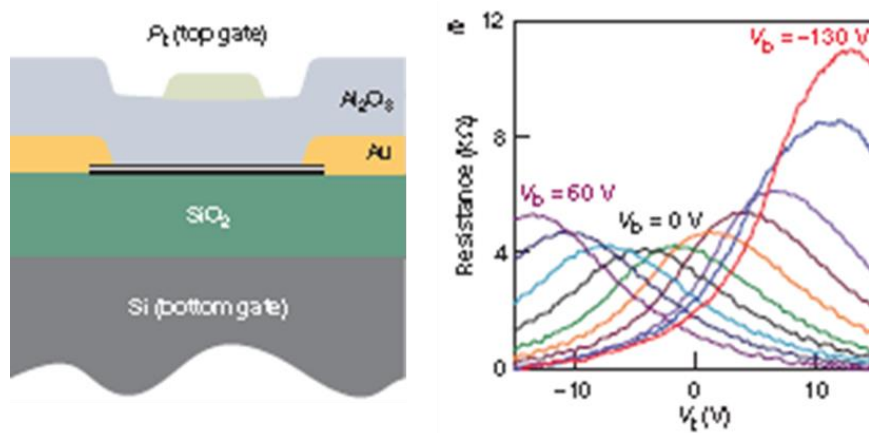 Pt (top gate)
Al₂O₃
Au
SiO₂
Si (bottom gate)
e
Resistance (kΩ)
12
8
4
0
Vb = −130 V
Vb = 60 V
Vb = 0 V
−10
0
10
Vt (V)